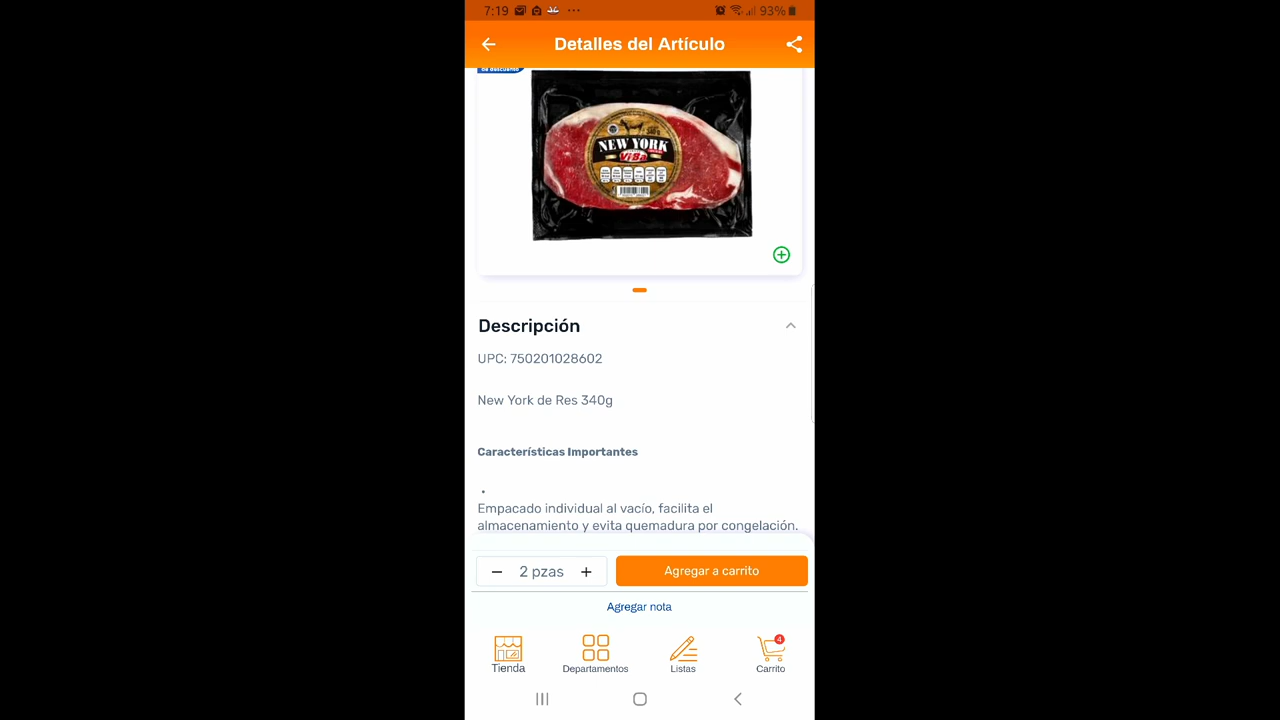 7:19
93%
Detalles del Artículo
340g
NEW YORK
ViBa
Descripción
UPC: 750201028602
New York de Res 340g
Características Importantes
•
Empacado individual al vacío, facilita el
almacenamiento y evita quemadura por congelación.
2 pzas
Agregar a carrito
Agregar nota
4
Tienda
Departamentos
Listas
Carrito